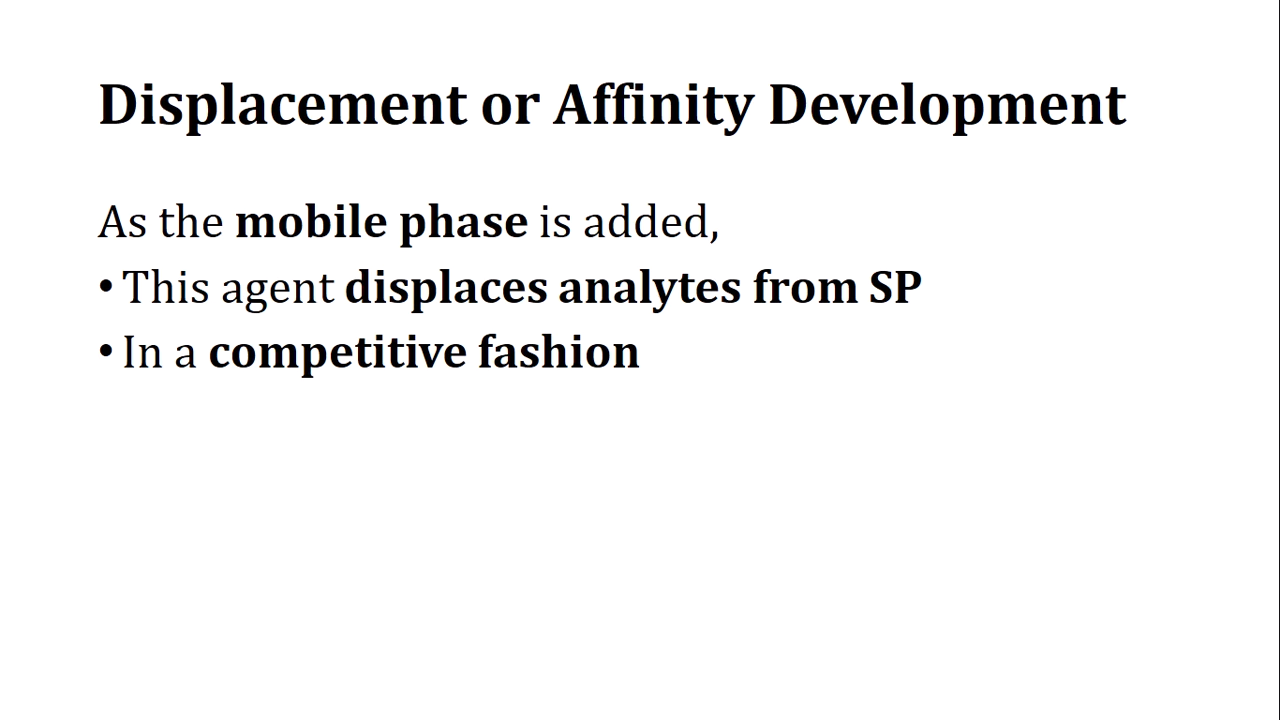 Displacement or Affinity Development
As the mobile phase is added,
• This agent displaces analytes from SP
• In a competitive fashion